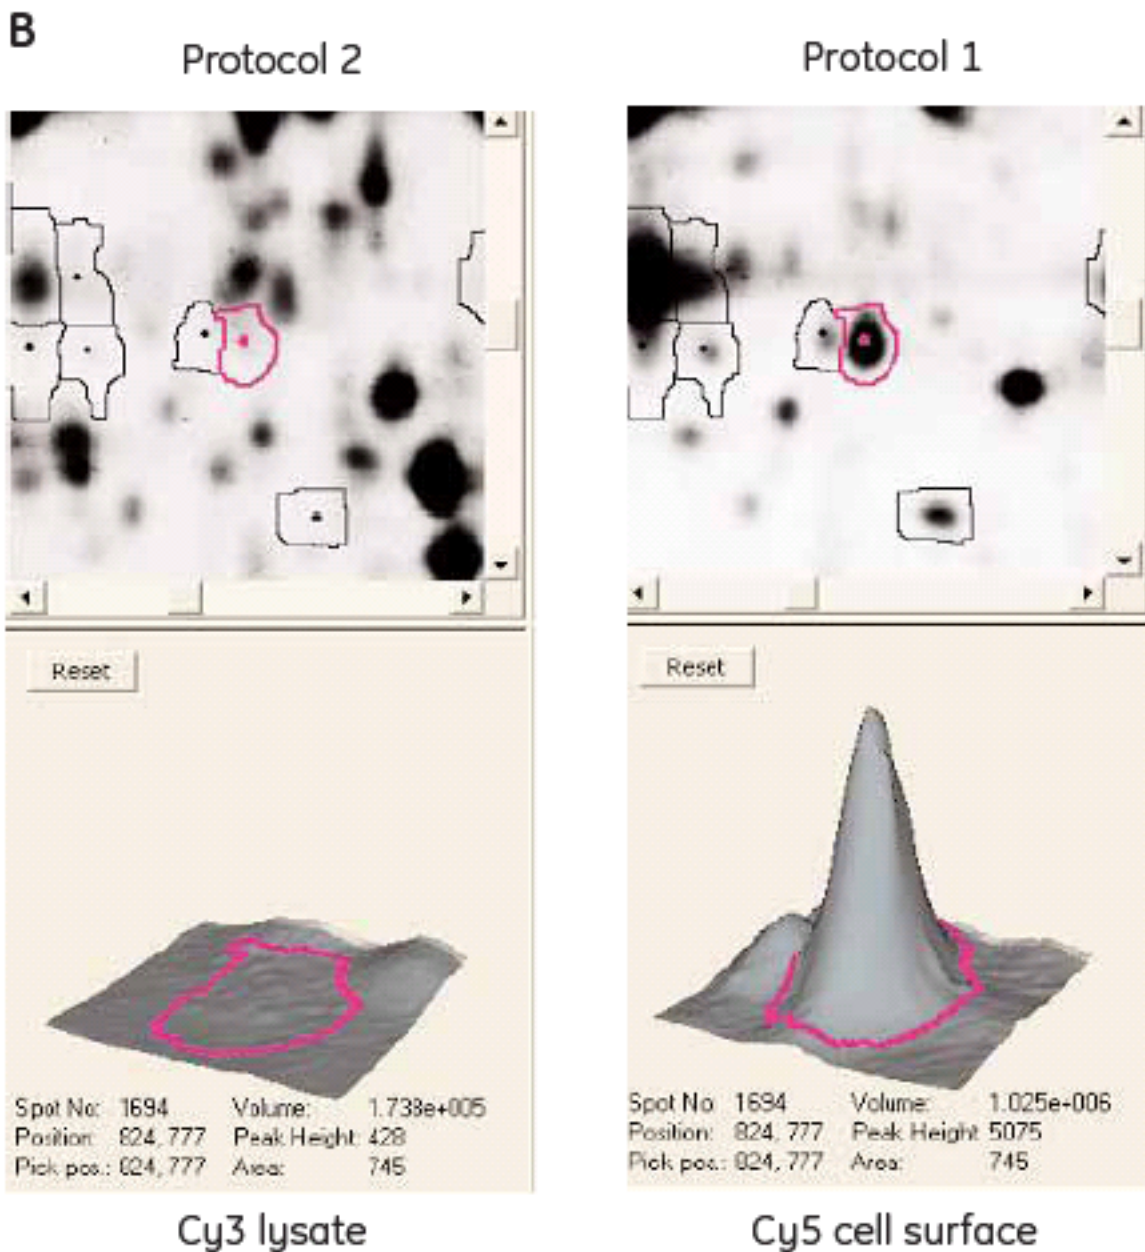 B
Protocol 2
Protocol 1
Reset
Reset
Spot No: 1694 Volume: 1.738e+005
Position: 824, 777 Peak Height: 428
Pick pos.: 824, 777 Area: 745
Spot No 1694 Volume: 1.025e+006
Position: 824, 777 Peak Height 5075
Pick pos.: 824, 777 Area: 745
Cy3 lysate
Cy5 cell surface